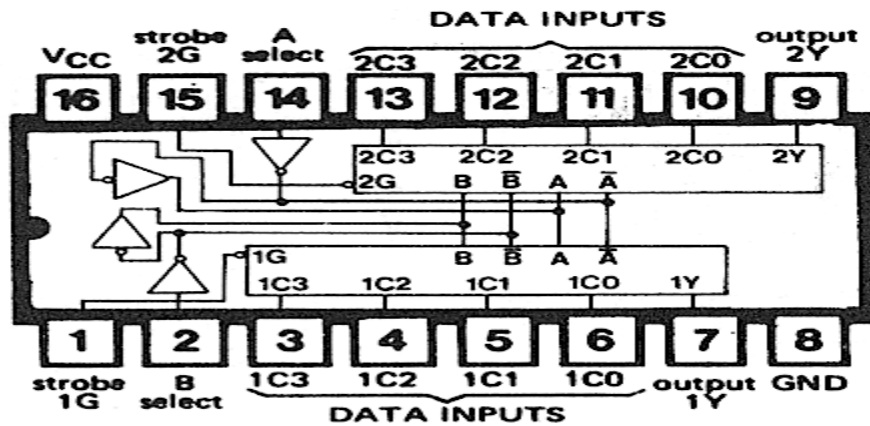 DATA INPUTS
VCC strobe 2G A select 2C3 2C2 2C1 2C0 output 2Y
16 15 14 13 12 11 10 9
2C3 2C2 2C1 2C0 2Y
2G B B̅ A A̅
1G B B̅ A A̅
1C3 1C2 1C1 1C0 1Y
1 2 3 4 5 6 7 8
strobe 1G B select 1C3 1C2 1C1 1C0 output 1Y GND
DATA INPUTS